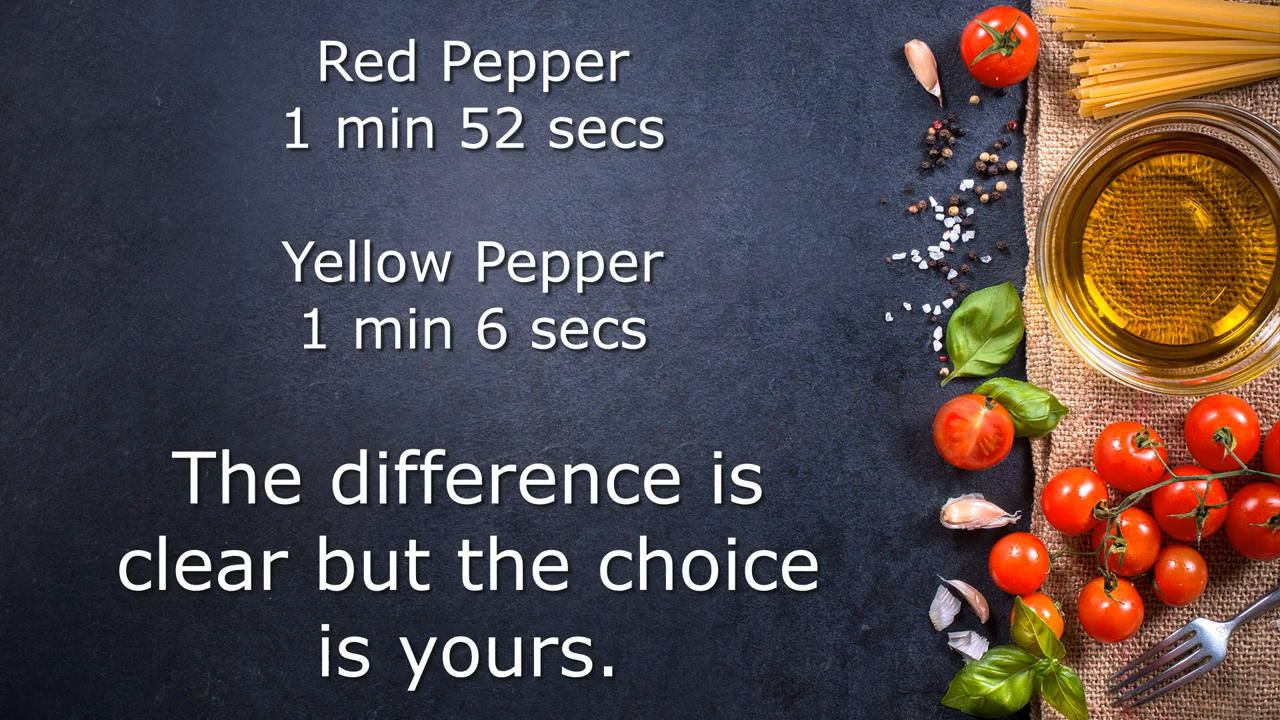 Red Pepper
1 min 52 secs
Yellow Pepper
1 min 6 secs
The difference is
clear but the choice
is yours.